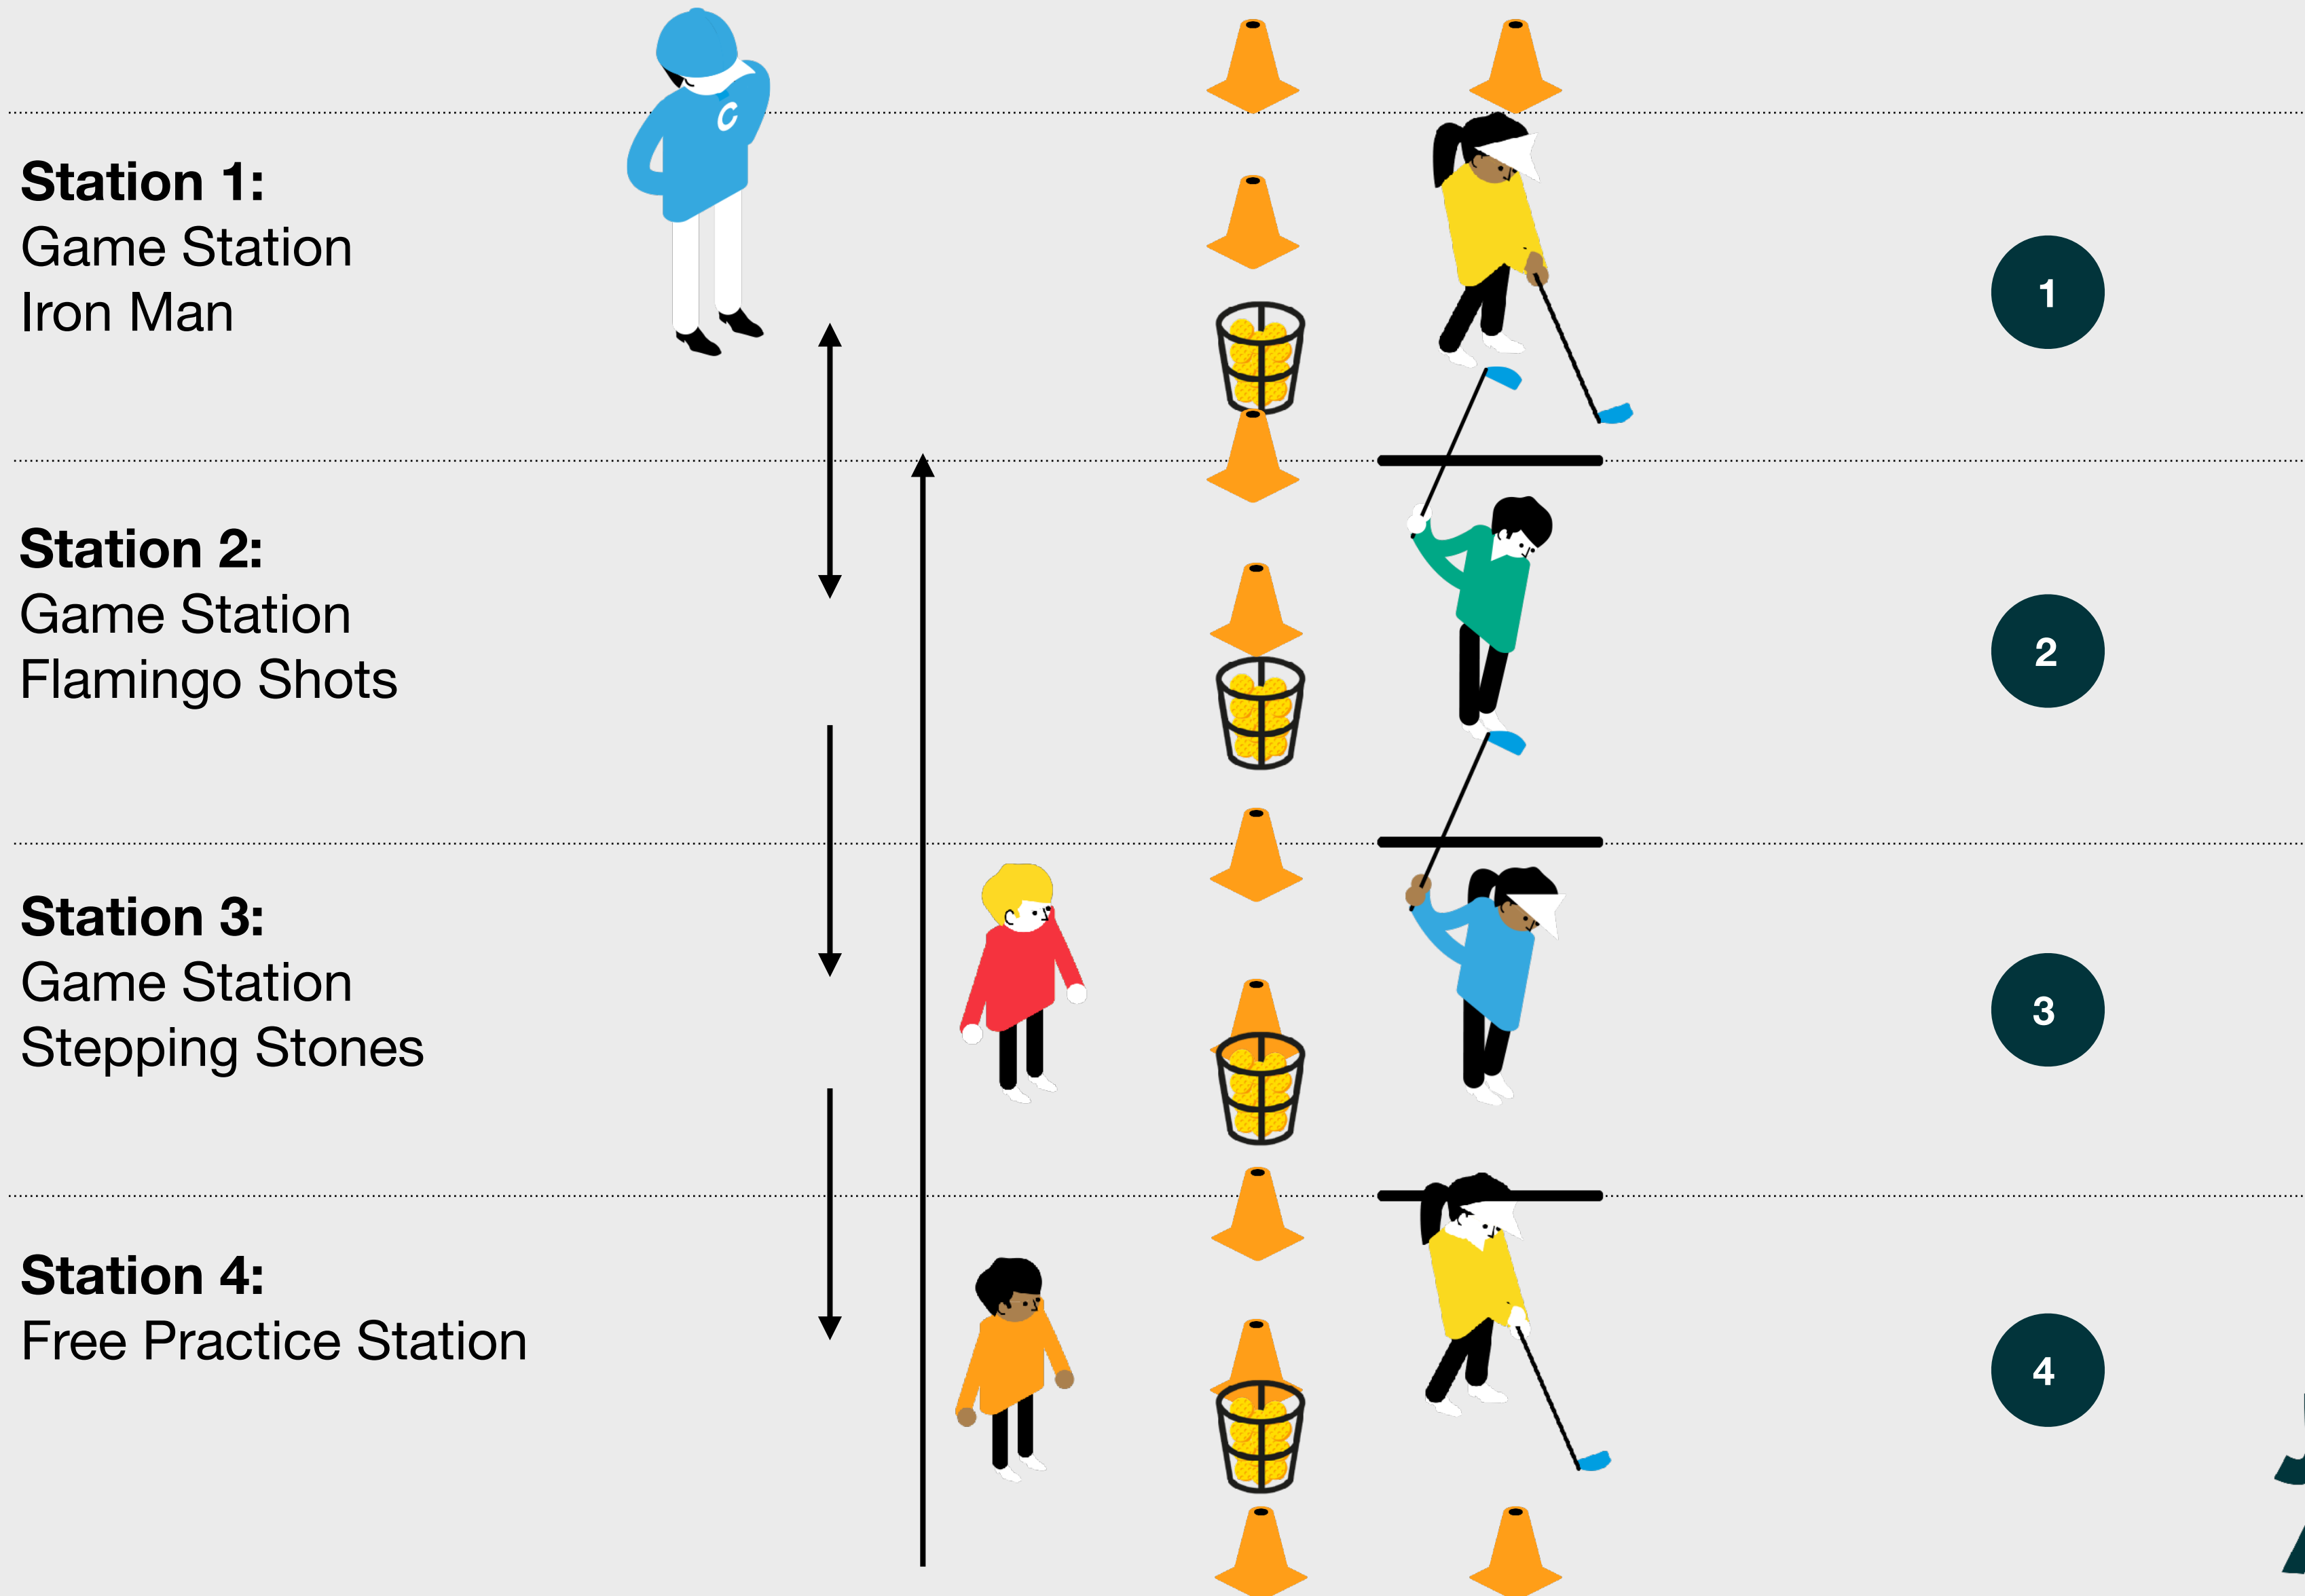 C
Station 1:
Game Station
Iron Man
1
Station 2:
Game Station
Flamingo Shots
2
Station 3:
Game Station
Stepping Stones
3
Station 4:
Free Practice Station
4